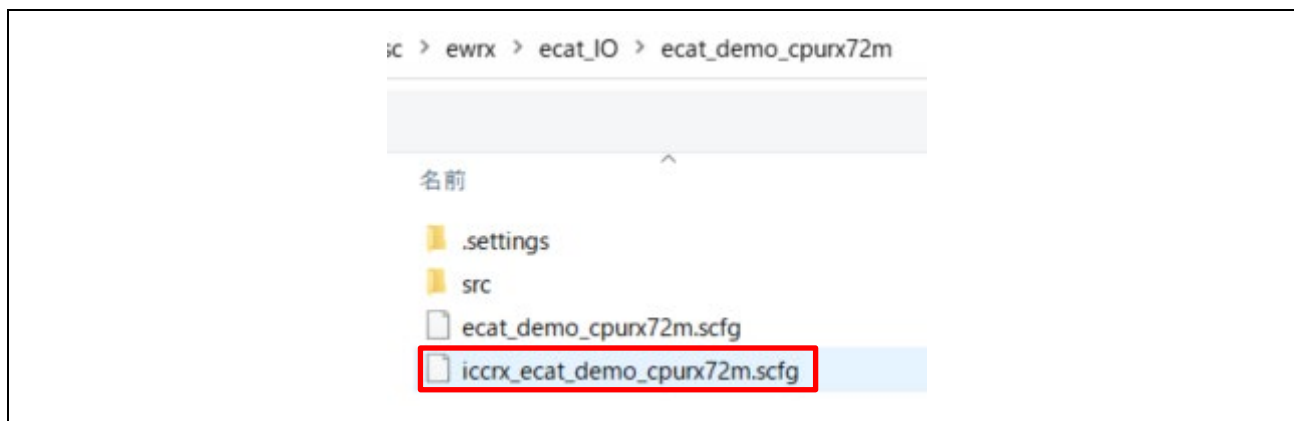 sc > ewrx > ecat_IO > ecat_demo_cpurx72m
名前
.settings
src
ecat_demo_cpurx72m.scfg
iccrx_ecat_demo_cpurx72m.scfg